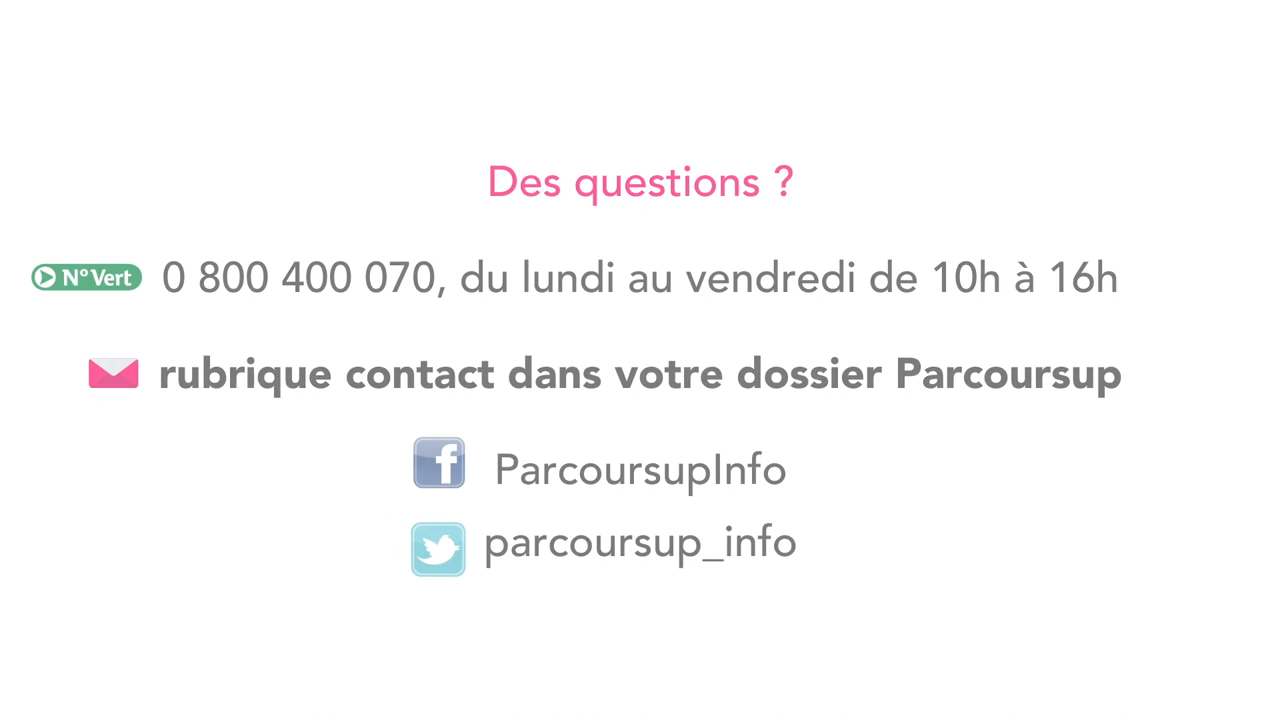 Des questions ?
N° Vert 0 800 400 070, du lundi au vendredi de 10h à 16h
rubrique contact dans votre dossier Parcoursup
f ParcoursupInfo
parcoursup_info